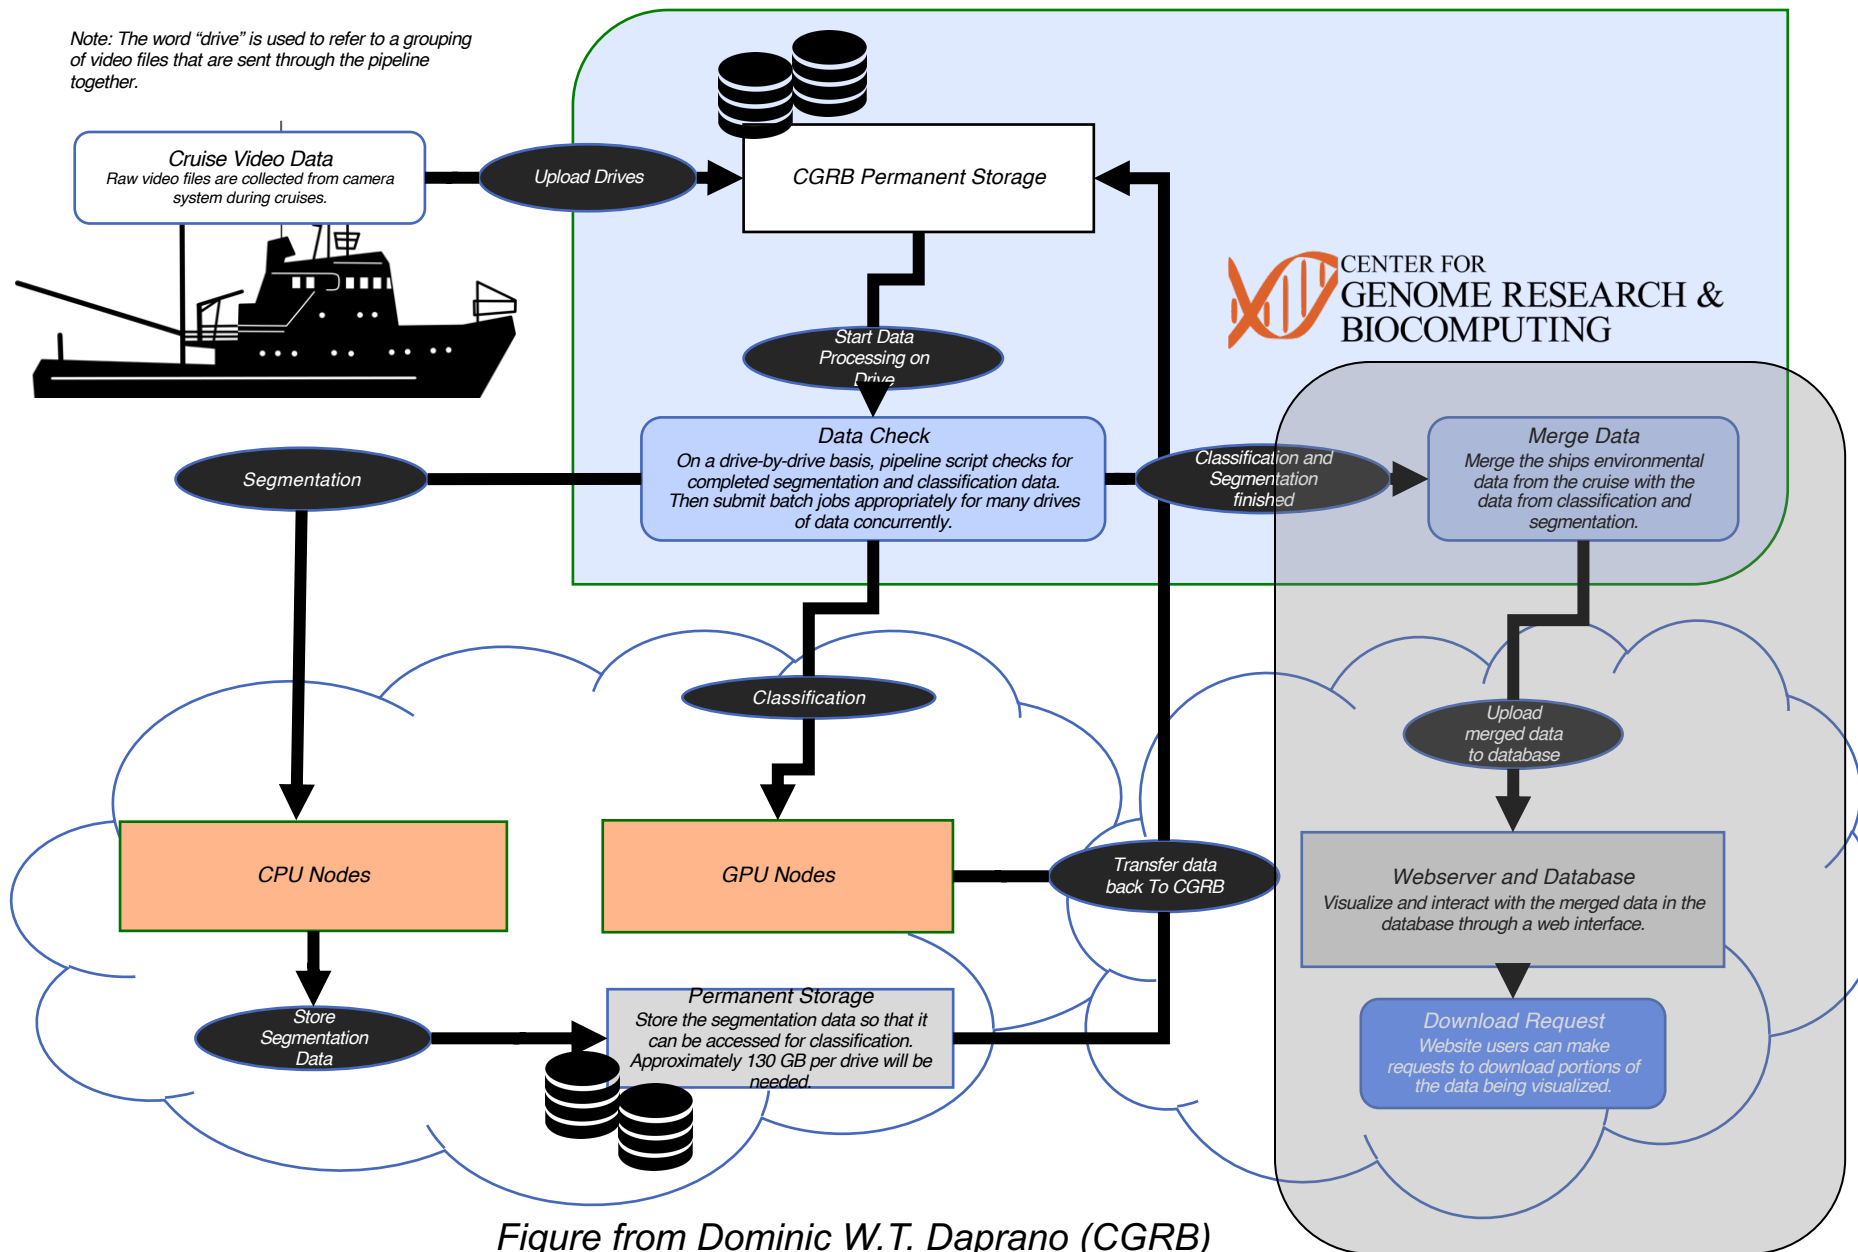 Note: The word “drive” is used to refer to a grouping
of video files that are sent through the pipeline
together.
Cruise Video Data
Raw video files are collected from camera
system during cruises.
Upload Drives
CGRB Permanent Storage
CENTER FOR
GENOME RESEARCH &
BIOCOMPUTING
Start Data
Processing on
Drive
Data Check
On a drive-by-drive basis, pipeline script checks for
completed segmentation and classification data.
Then submit batch jobs appropriately for many drives
of data concurrently.
Segmentation
Classification and
Segmentation
finished
Merge Data
Merge the ships environmental
data from the cruise with the
data from classification and
segmentation.
Classification
Upload
merged data
to database
CPU Nodes
GPU Nodes
Transfer data
back To CGRB
Webserver and Database
Visualize and interact with the merged data in the
database through a web interface.
Store
Segmentation
Data
Permanent Storage
Store the segmentation data so that it
can be accessed for classification.
Approximately 130 GB per drive will be
needed.
Download Request
Website users can make
requests to download portions of
the data being visualized.
Figure from Dominic W.T. Daprano (CGRB)